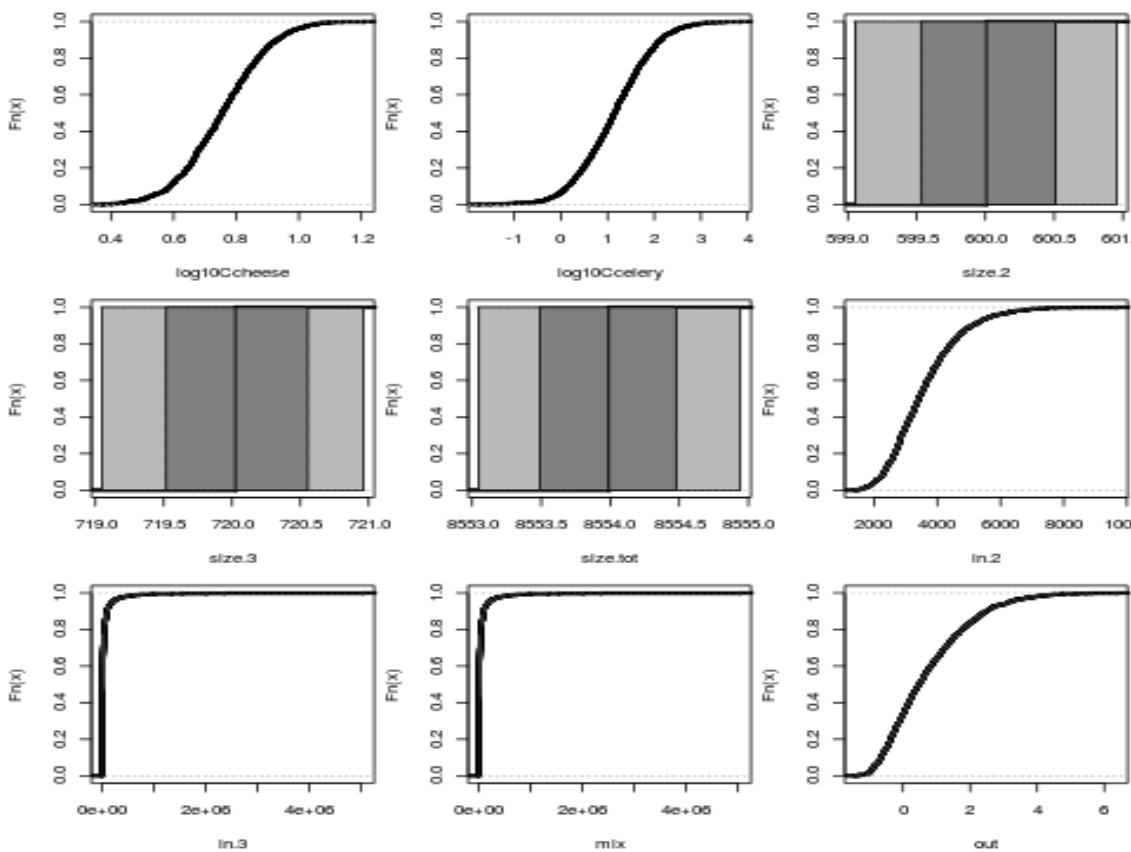 Fn(x)
0.0 0.2 0.4 0.6 0.8 1.0
0.4 0.6 0.8 1.0 1.2
log10Ccheese
Fn(x)
0.0 0.2 0.4 0.6 0.8 1.0
-1 0 1 2 3 4
log10Ccelery
Fn(x)
0.0 0.2 0.4 0.6 0.8 1.0
599.0 599.5 600.0 600.5 601.
size.2
Fn(x)
0.0 0.2 0.4 0.6 0.8 1.0
719.0 719.5 720.0 720.5 721.0
size.3
Fn(x)
0.0 0.2 0.4 0.6 0.8 1.0
8553.0 8553.5 8554.0 8554.5 8555.0
size.tot
Fn(x)
0.0 0.2 0.4 0.6 0.8 1.0
2000 4000 6000 8000 100
in.2
Fn(x)
0.0 0.2 0.4 0.6 0.8 1.0
0e+00 2e+06 4e+06
in.3
Fn(x)
0.0 0.2 0.4 0.6 0.8 1.0
0e+00 2e+06 4e+06
mix
Fn(x)
0.0 0.2 0.4 0.6 0.8 1.0
0 2 4 6
out